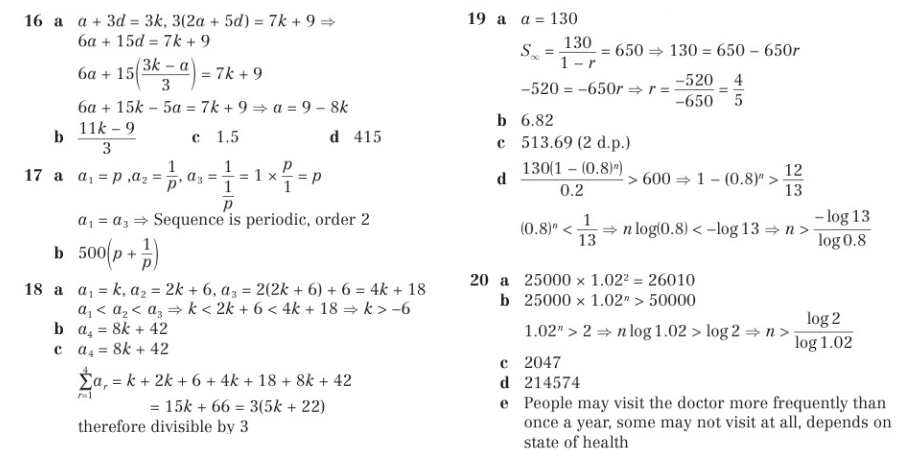 16 a a + 3d = 3k, 3(2a + 5d) = 7k + 9 ⇒
6a + 15d = 7k + 9
6a + 15((3k − a)/3) = 7k + 9
6a + 15k − 5a = 7k + 9 ⇒ a = 9 − 8k
b (11k − 9)/3 c 1.5 d 415
17 a a₁ = p ,a₂ = 1/p, a₃ = 1/(1/p) = 1 × p/1 = p
a₁ = a₃ ⇒ Sequence is periodic, order 2
b 500(p + 1/p)
18 a a₁ = k, a₂ = 2k + 6, a₃ = 2(2k + 6) + 6 = 4k + 18
a₁ < a₂ < a₃ ⇒ k < 2k + 6 < 4k + 18 ⇒ k > −6
b a₄ = 8k + 42
c a₄ = 8k + 42
∑_{r=1}^{4} aᵣ = k + 2k + 6 + 4k + 18 + 8k + 42
= 15k + 66 = 3(5k + 22)
therefore divisible by 3
19 a a = 130
S_∞ = 130/(1 − r) = 650 ⇒ 130 = 650 − 650r
−520 = −650r ⇒ r = −520/−650 = 4/5
b 6.82
c 513.69 (2 d.p.)
d 130(1 − (0.8)ⁿ)/0.2 > 600 ⇒ 1 − (0.8)ⁿ > 12/13
(0.8)ⁿ < 1/13 ⇒ n log(0.8) < −log 13 ⇒ n > −log 13/log 0.8
20 a 25000 × 1.02² = 26010
b 25000 × 1.02ⁿ > 50000
1.02ⁿ > 2 ⇒ n log 1.02 > log 2 ⇒ n > log 2/log 1.02
c 2047
d 214574
e People may visit the doctor more frequently than
once a year, some may not visit at all, depends on
state of health